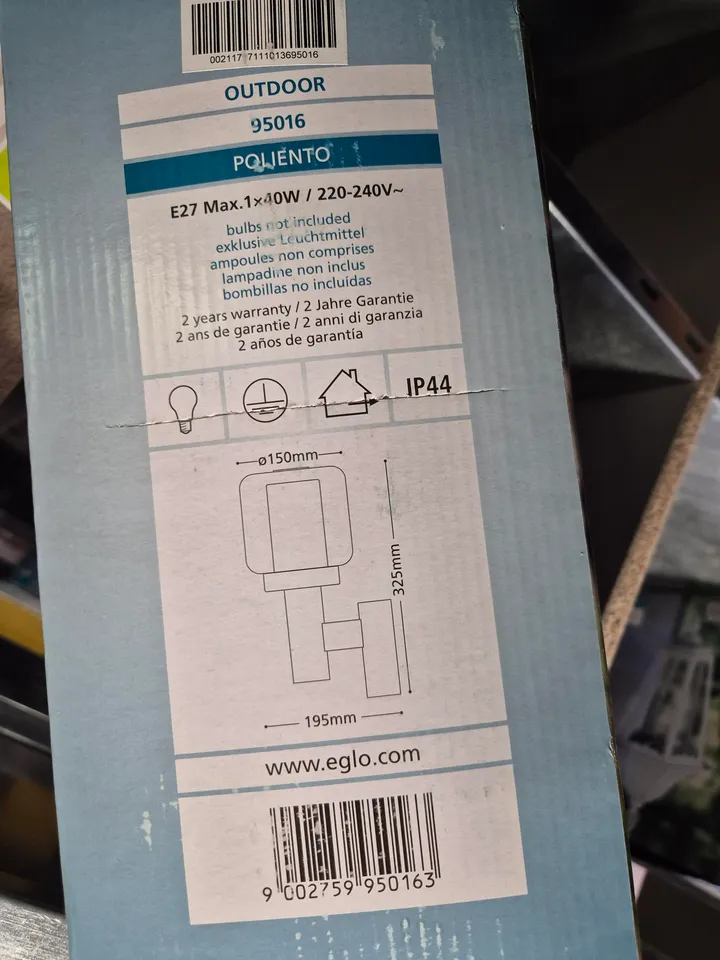 002117 7111013695016
OUTDOOR
95016
POLIENTO
E27 Max.1×40W / 220-240V~
bulbs not included
exklusive Leuchtmittel
ampoules non comprises
lampadine non inclus
bombillas no incluídas
2 years warranty / 2 Jahre Garantie
2 ans de garantie / 2 anni di garanzia
2 años de garantía
IP44
ø150mm
325mm
195mm
www.eglo.com
9 002759 950163